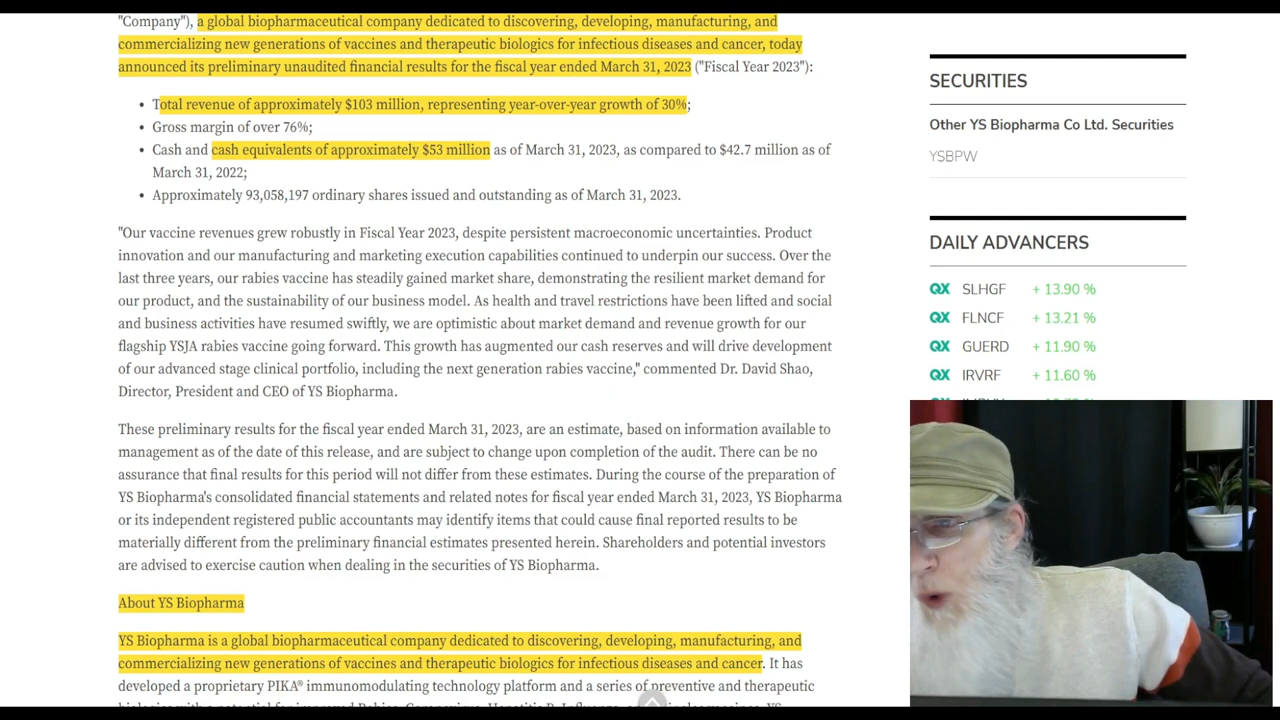 "Company"), a global biopharmaceutical company dedicated to discovering, developing, manufacturing, and
commercializing new generations of vaccines and therapeutic biologics for infectious diseases and cancer, today
announced its preliminary unaudited financial results for the fiscal year ended March 31, 2023 ("Fiscal Year 2023"):
• Total revenue of approximately $103 million, representing year-over-year growth of 30%;
• Gross margin of over 76%;
• Cash and cash equivalents of approximately $53 million as of March 31, 2023, as compared to $42.7 million as of
March 31, 2022;
• Approximately 93,058,197 ordinary shares issued and outstanding as of March 31, 2023.
"Our vaccine revenues grew robustly in Fiscal Year 2023, despite persistent macroeconomic uncertainties. Product
innovation and our manufacturing and marketing execution capabilities continued to underpin our success. Over the
last three years, our rabies vaccine has steadily gained market share, demonstrating the resilient market demand for
our product, and the sustainability of our business model. As health and travel restrictions have been lifted and social
and business activities have resumed swiftly, we are optimistic about market demand and revenue growth for our
flagship YSJA rabies vaccine going forward. This growth has augmented our cash reserves and will drive development
of our advanced stage clinical portfolio, including the next generation rabies vaccine," commented Dr. David Shao,
Director, President and CEO of YS Biopharma.
These preliminary results for the fiscal year ended March 31, 2023, are an estimate, based on information available to
management as of the date of this release, and are subject to change upon completion of the audit. There can be no
assurance that final results for this period will not differ from these estimates. During the course of the preparation of
YS Biopharma's consolidated financial statements and related notes for fiscal year ended March 31, 2023, YS Biopharma
or its independent registered public accountants may identify items that could cause final reported results to be
materially different from the preliminary financial estimates presented herein. Shareholders and potential investors
are advised to exercise caution when dealing in the securities of YS Biopharma.
About YS Biopharma
YS Biopharma is a global biopharmaceutical company dedicated to discovering, developing, manufacturing, and
commercializing new generations of vaccines and therapeutic biologics for infectious diseases and cancer. It has
developed a proprietary PIKA® immunomodulating technology platform and a series of preventive and therapeutic
SECURITIES
Other YS Biopharma Co Ltd. Securities
YSBPW
DAILY ADVANCERS
QX SLHGF + 13.90 %
QX FLNCF + 13.21 %
QX GUERD + 11.90 %
QX IRVRF + 11.60 %